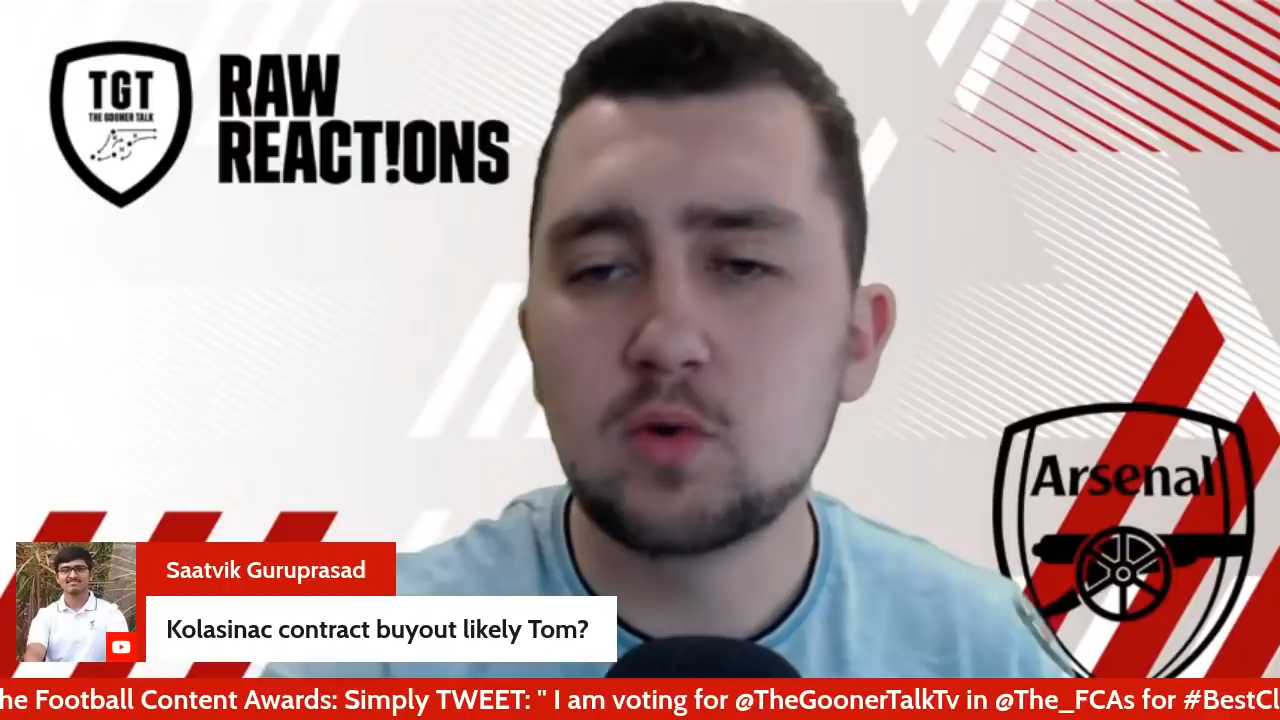 TGT
THE GOONER TALK
RAW
REACT!ONS
Arsenal
Saatvik Guruprasad
Kolasinac contract buyout likely Tom?
he Football Content Awards: Simply TWEET: " I am voting for @TheGoonerTalkTv in @The_FCAs for #BestCl